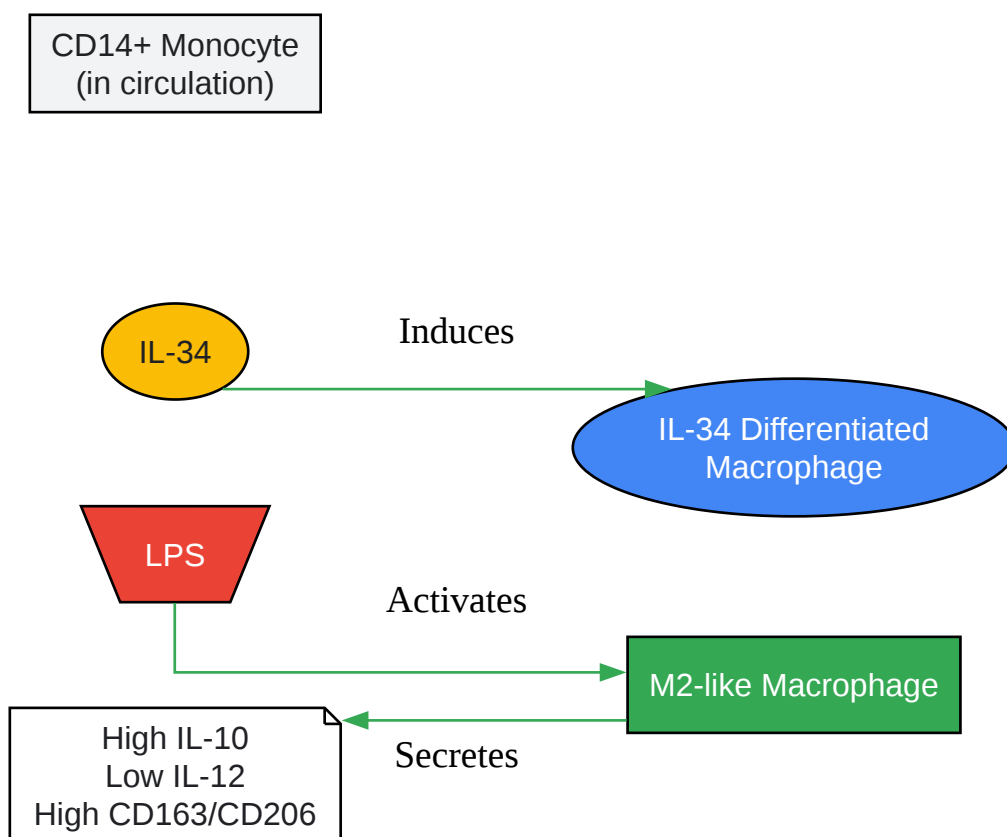 CD14+ Monocyte
(in circulation)
Induces
IL-34
IL-34 Differentiated
Macrophage
LPS
Activates
M2-like Macrophage
Secretes
High IL-10
Low IL-12
High CD163/CD206